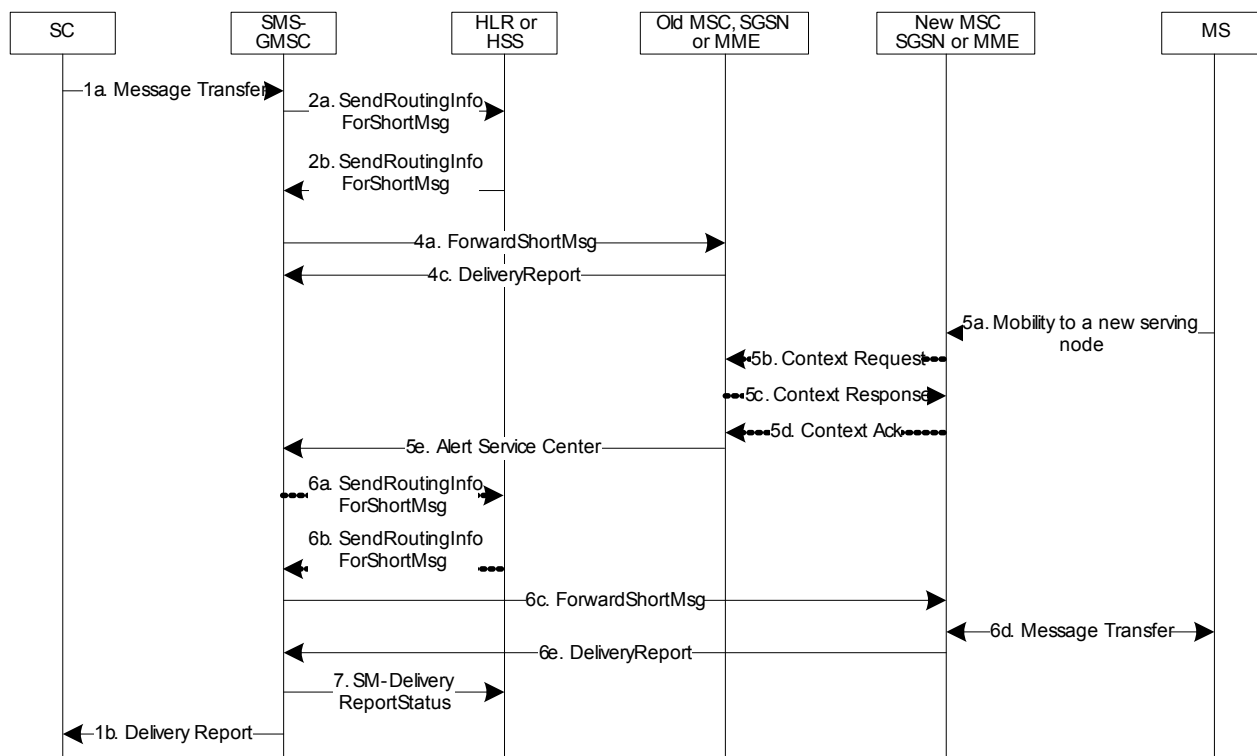 SC
SMS-
GMSC
HLR or
HSS
Old MSC, SGSN
or MME
New MSC
SGSN or MME
MS
1a. Message Transfer
2a. SendRoutingInfo
ForShortMsg
2b. SendRoutingInfo
ForShortMsg
4a. ForwardShortMsg
4c. DeliveryReport
5a. Mobility to a new serving
node
5b. Context Request
5c. Context Response
5d. Context Ack
5e. Alert Service Center
6a. SendRoutingInfo
ForShortMsg
6b. SendRoutingInfo
ForShortMsg
6c. ForwardShortMsg
6d. Message Transfer
6e. DeliveryReport
7. SM-Delivery
ReportStatus
1b. Delivery Report